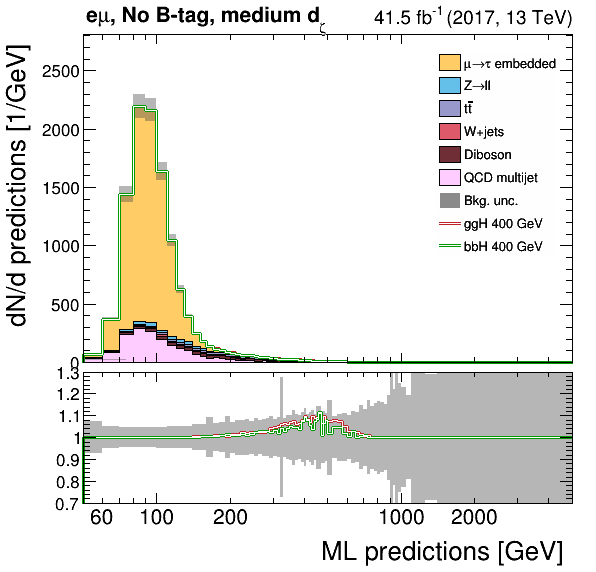 eμ, No B-tag, medium dζ 41.5 fb⁻¹ (2017, 13 TeV)
dN/d predictions [1/GeV]
2500
2000
1500
1000
500
0
μ→τ embedded
Z→ll
tt̄
W+jets
Diboson
QCD multijet
Bkg. unc.
ggH 400 GeV
bbH 400 GeV
1.3
1.2
1.1
1
0.9
0.8
0.7
60 100 200 1000 2000
ML predictions [GeV]